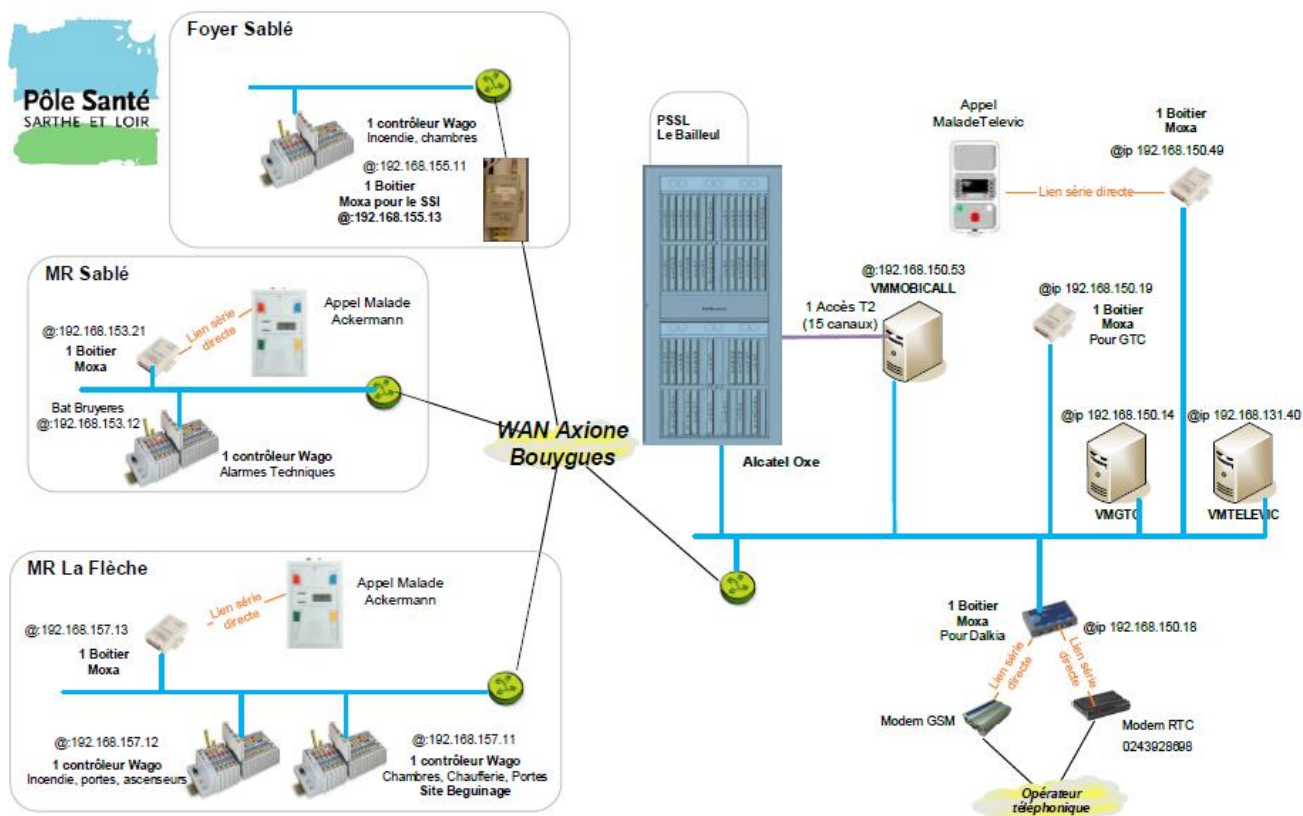 Pôle Santé
SARTHE ET LOIR
Foyer Sablé
1 contrôleur Wago
Incendie, chambres
@:192.168.155.11
1 Boitier
Moxa pour le SSI
@:192.168.155.13
MR Sablé
@:192.168.153.21
1 Boitier
Moxa
Lien série
directe
Appel Malade
Ackermann
Bat Bruyeres
@:192.168.153.12
1 contrôleur Wago
Alarmes Techniques
MR La Flèche
@:192.168.157.13
1 Boitier
Moxa
Lien série
directe
Appel Malade
Ackermann
@:192.168.157.12
1 contrôleur Wago
Incendie, portes, ascenseurs
@:192.168.157.11
1 contrôleur Wago
Chambres, Chaufferie, Portes
Site Beguinage
WAN Axione
Bouygues
PSSL
Le Bailleul
Alcatel Oxe
1 Accès T2
(15 canaux)
@:192.168.150.53
VMMOBICALL
Appel
MaladeTelevic
Lien série directe
1 Boitier
Moxa
@ip 192.168.150.49
@ip 192.168.150.19
1 Boitier
Moxa
Pour GTC
@ip 192.168.150.14
VMGTC
@ip 192.168.131.40
VMTELEVIC
1 Boitier
Moxa
Pour Dalkia
@ip 192.168.150.18
Lien série
directe
Lien série
directe
Modem GSM
Modem RTC
0243928698
Opérateur
téléphonique